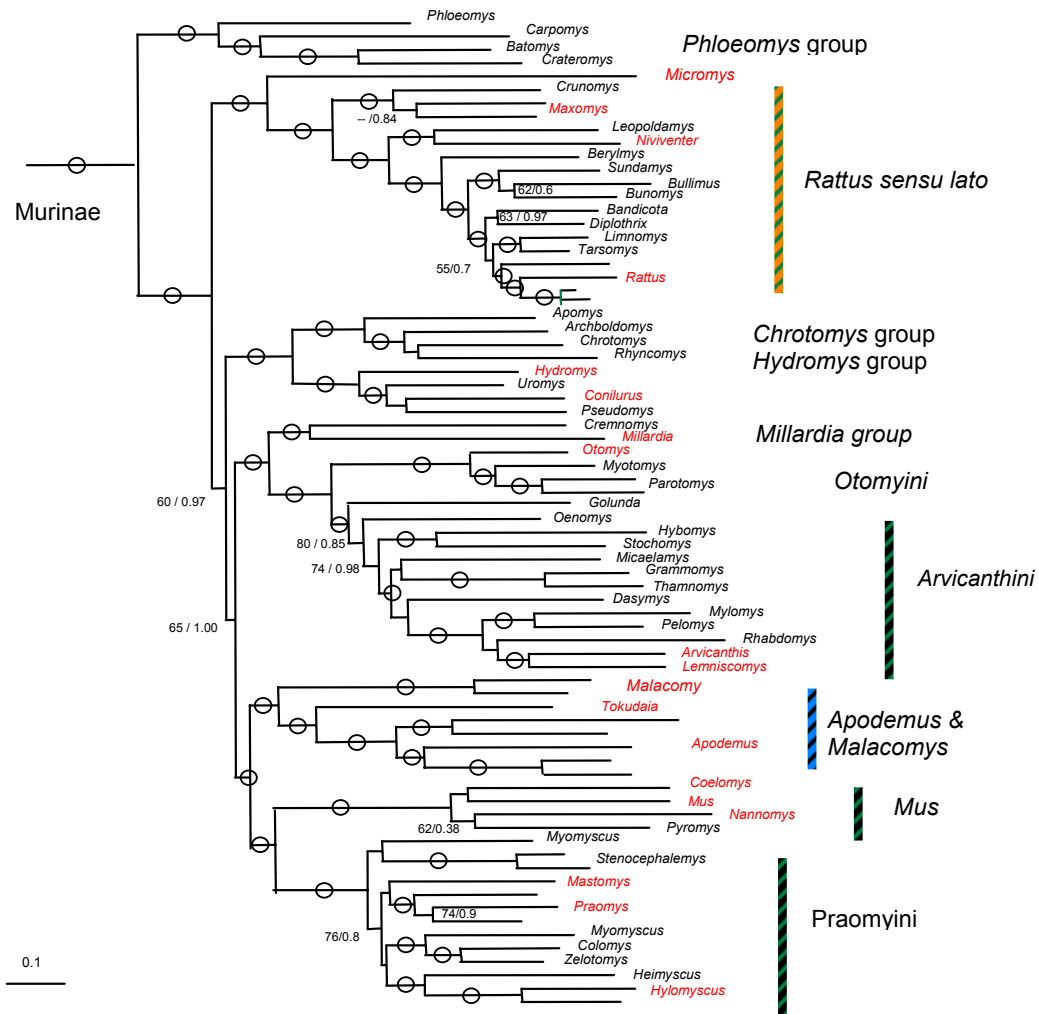 Phloeomys
Carpomys
Batomys
Crateromys
Phloeomys group
Micromys
Crunomys
Maxomys
-- /0.84
Leopoldamys
Niviventer
Berylmys
Sundamys
Bullimus
62/0.6
Bunomys
Rattus sensu lato
Murinae
Bandicota
63 / 0.97
Diplothrix
Limnomys
Tarsomys
55/0.7
Rattus
Apomys
Archboldomys
Chrotomys
Rhyncomys
Chrotomys group
Hydromys group
Hydromys
Uromys
Conilurus
Pseudomys
Cremnomys
Millardia
Millardia group
Otomys
Myotomys
Parotomys
Otomyini
60 / 0.97
Golunda
Oenomys
80 / 0.85
Hybomys
Stochomys
74 / 0.98
Micaelamys
Grammomys
Thamnomys
Arvicanthini
Dasymys
Mylomys
Pelomys
65 / 1.00
Rhabdomys
Arvicanthis
Lemniscomys
Malacomy
Tokudaia
Apodemus
Apodemus &
Malacomys
Coelomys
Mus
Nannomys
62/0.38
Pyromys
Mus
Myomyscus
Stenocephalemys
Mastomys
Praomys
74/0.9
Praomyini
76/0.8
Myomyscus
Colomys
Zelotomys
0.1
Heimyscus
Hylomyscus